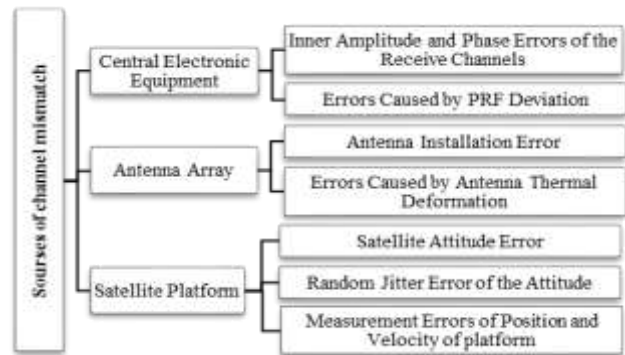 Sourses of channel mismatch
Central Electronic
Equipment
Inner Amplitude and Phase Errors of the
Receive Channels
Errors Caused by PRF Deviation
Antenna Array
Antenna Installation Error
Errors Caused by Antenna Thermal
Deformation
Satellite Platform
Satellite Attitude Error
Random Jitter Error of the Attitude
Measurement Errors of Position and
Velocity of platform